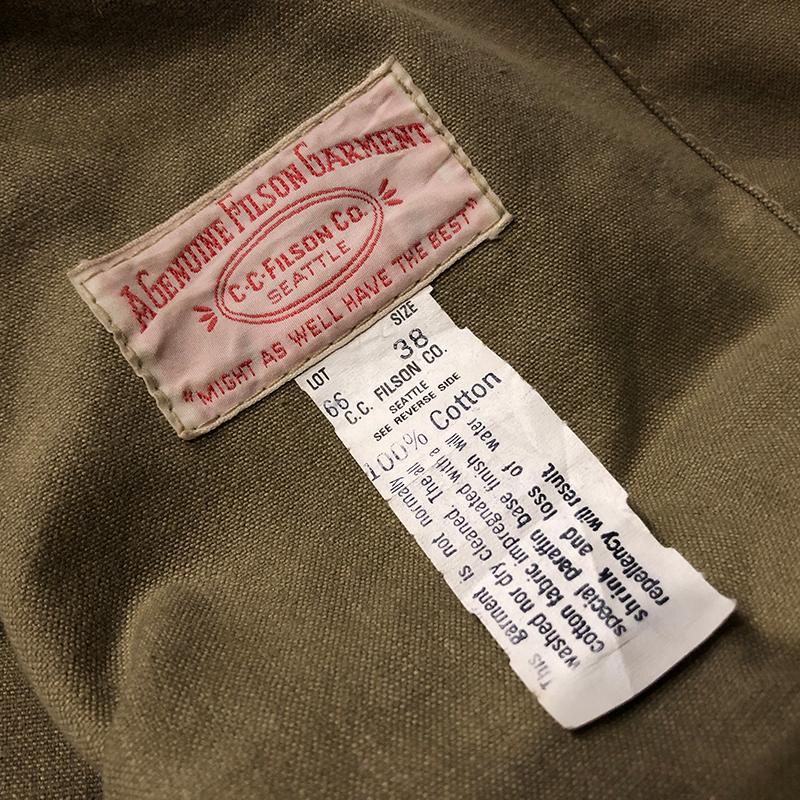 A GENUINE FILSON GARMENT
C·C·FILSON CO.
SEATTLE
"MIGHT AS WELL HAVE THE BEST"
LOT SIZE
66 38
C.C. FILSON CO.
SEATTLE
SEE REVERSE SIDE
100% Cotton
This garment is not normally
washed nor dry cleaned. The all
cotton fabric impregnated with a
special paraffin base finish will
shrink and loss of water
repellency will result.